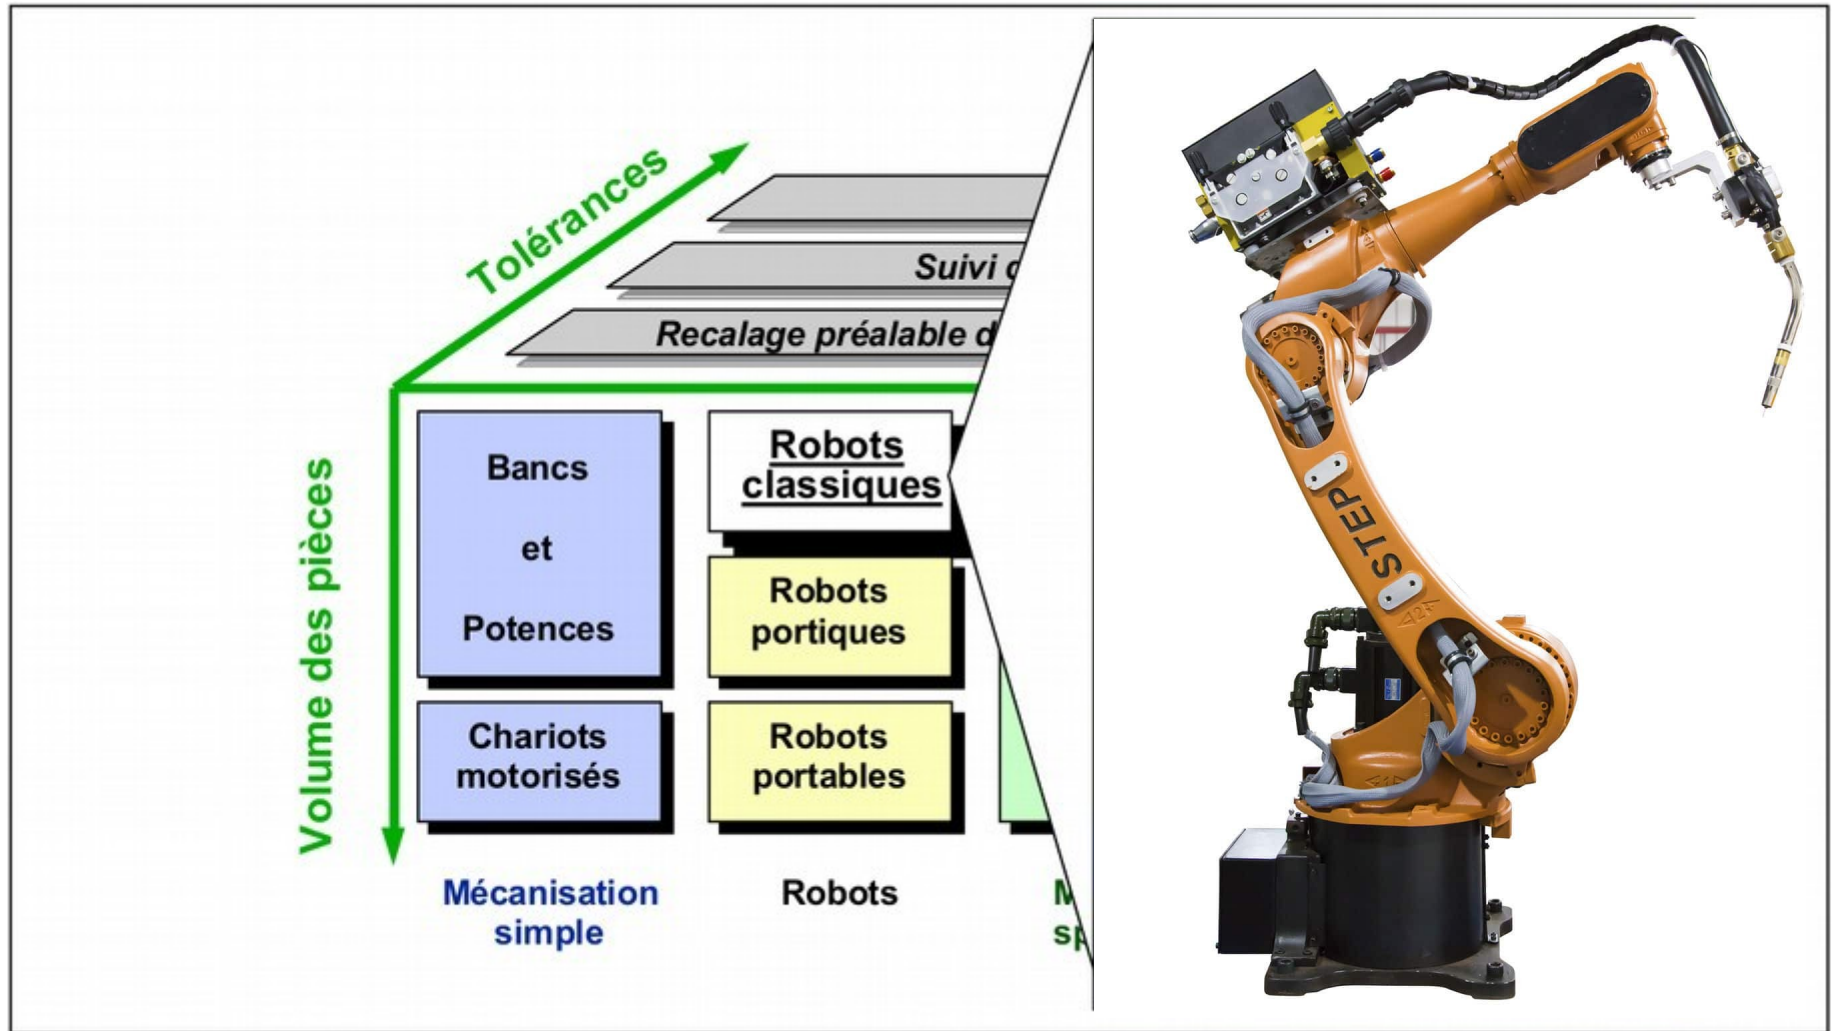 Tolérances
Suivi
Recalage préalable
Volume des pièces
Bancs
et
Potences
Robots
classiques
Robots
portiques
Chariots
motorisés
Robots
portables
Mécanisation
simple
Robots
STEP